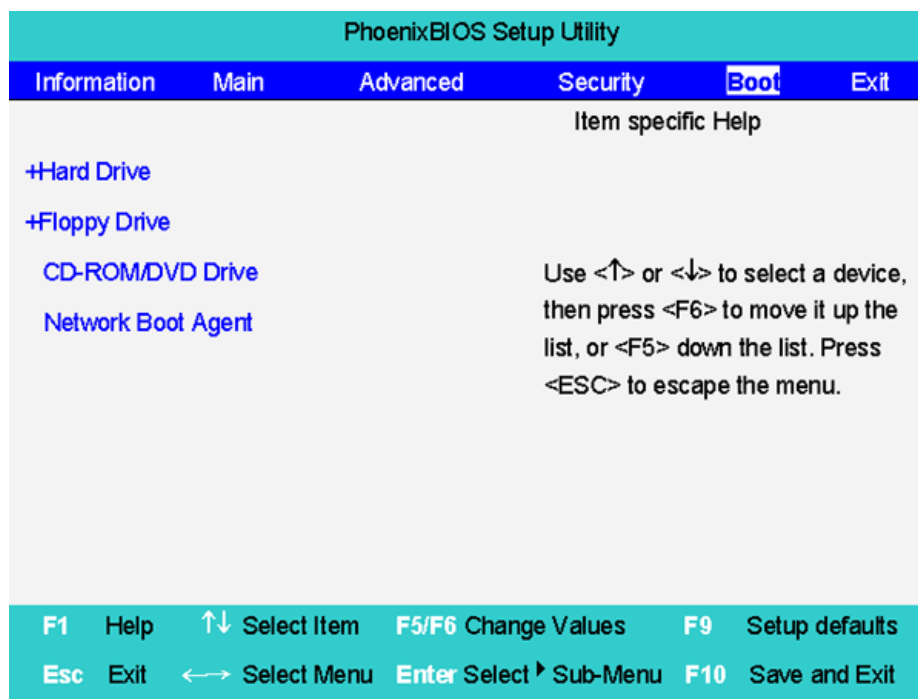 PhoenixBIOS Setup Utility
Information Main Advanced Security Boot Exit
Item specific Help
+Hard Drive
+Floppy Drive
CD-ROM/DVD Drive
Network Boot Agent
Use <↑> or <↓> to select a device,
then press <F6> to move it up the
list, or <F5> down the list. Press
<ESC> to escape the menu.
F1 Help ↑↓ Select Item F5/F6 Change Values F9 Setup defaults
Esc Exit ←→ Select Menu Enter Select ▸ Sub-Menu F10 Save and Exit